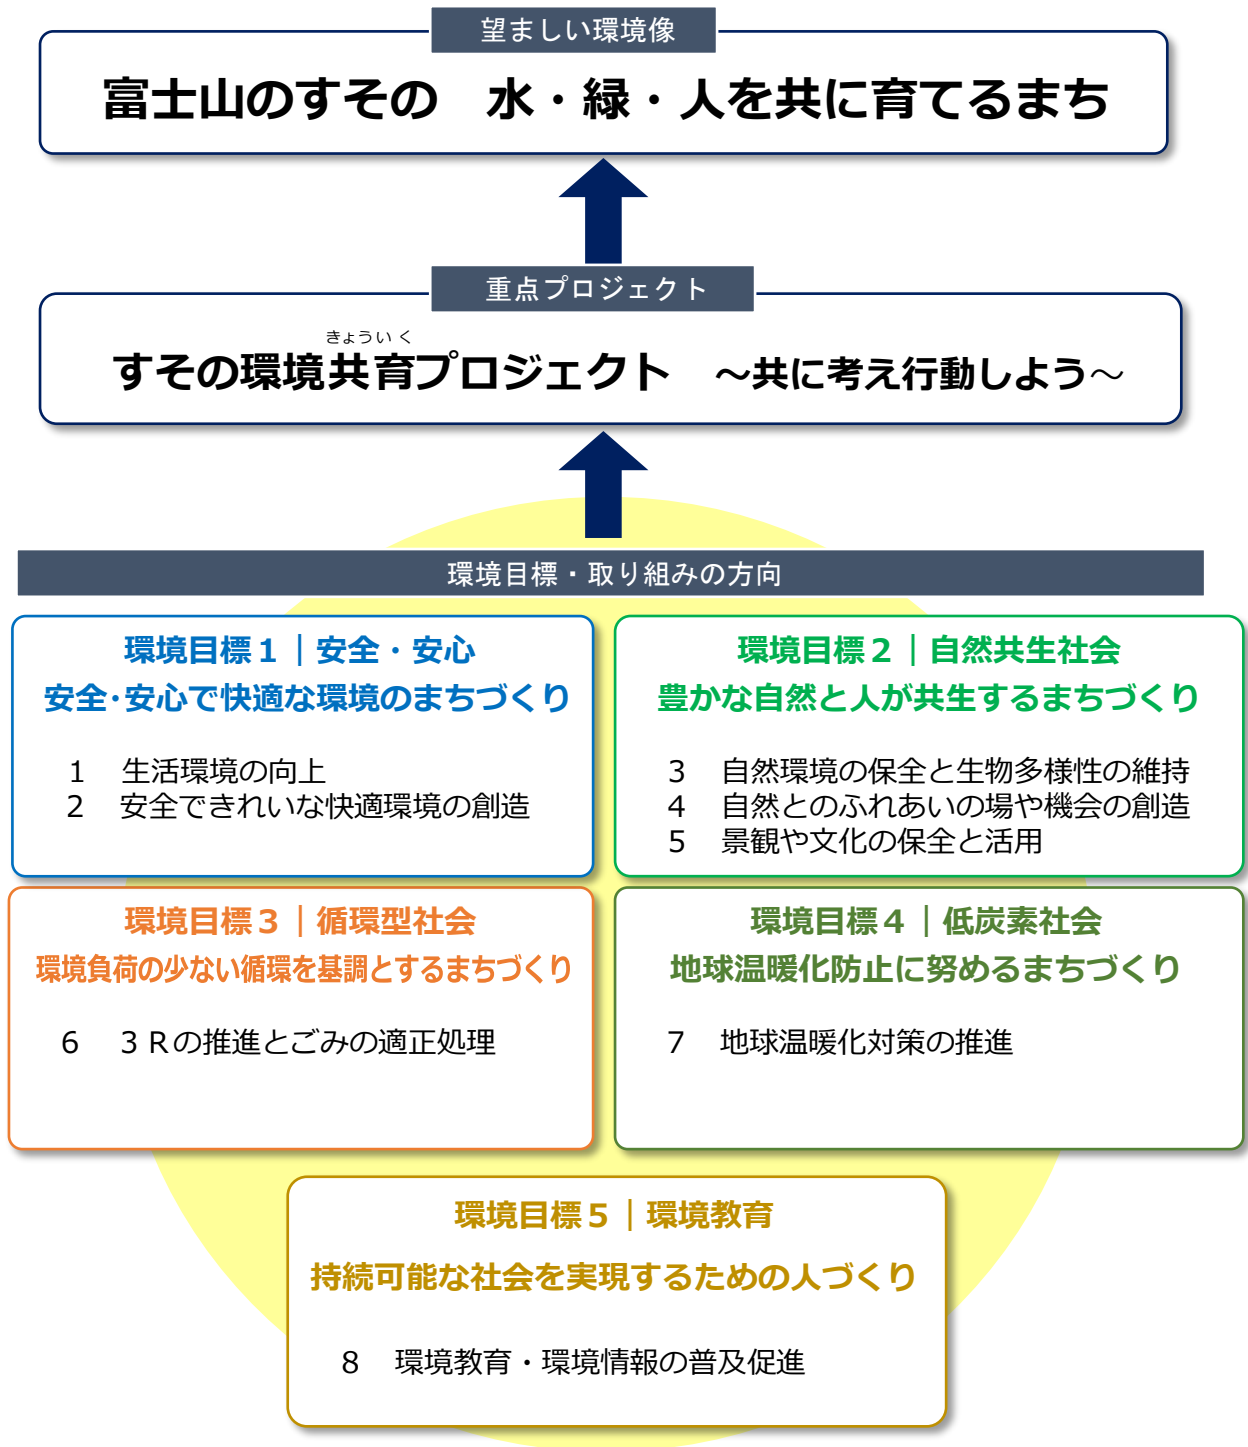 望ましい環境像
富士山のすその　水・緑・人を共に育てるまち
重点プロジェクト
きょういく
すその環境共育プロジェクト　～共に考え行動しよう～
環境目標・取り組みの方向
環境目標１｜安全・安心
安全・安心で快適な環境のまちづくり
1　生活環境の向上
2　安全できれいな快適環境の創造
環境目標２｜自然共生社会
豊かな自然と人が共生するまちづくり
3　自然環境の保全と生物多様性の維持
4　自然とのふれあいの場や機会の創造
5　景観や文化の保全と活用
環境目標３｜循環型社会
環境負荷の少ない循環を基調とするまちづくり
6　３Ｒの推進とごみの適正処理
環境目標４｜低炭素社会
地球温暖化防止に努めるまちづくり
7　地球温暖化対策の推進
環境目標５｜環境教育
持続可能な社会を実現するための人づくり
8　環境教育・環境情報の普及促進